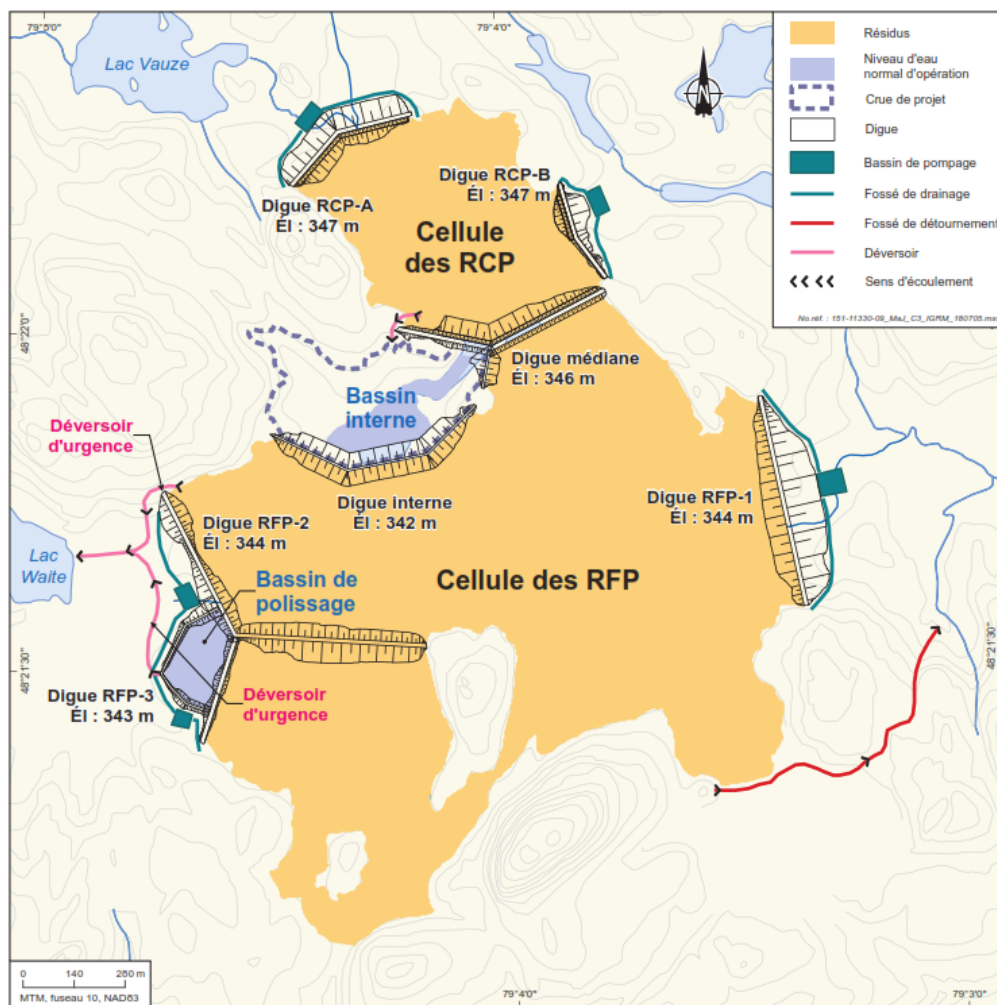 79°5'0"
79°4'0"
Lac Vauze
Résidus
Niveau d'eau
normal d'opération
Crue de projet
Digue
Bassin de pompage
Fossé de drainage
Fossé de détournement
Déversoir
Sens d'écoulement
No.réf. : 151-11330-09_MaJ_C3_IGRM_180705.mxd
N
Digue RCP-A
Él : 347 m
Digue RCP-B
Él : 347 m
Cellule
des RCP
48°22'0"
Digue médiane
Él : 346 m
Bassin
interne
Déversoir
d'urgence
Digue interne
Él : 342 m
Digue RFP-1
Él : 344 m
Digue RFP-2
Él : 344 m
Lac
Waite
Bassin de
polissage
Cellule des RFP
48°21'30"
48°21'30"
Digue RFP-3
Él : 343 m
Déversoir
d'urgence
0 140 280 m
MTM, fuseau 10, NAD83
79°4'0"
79°3'0"